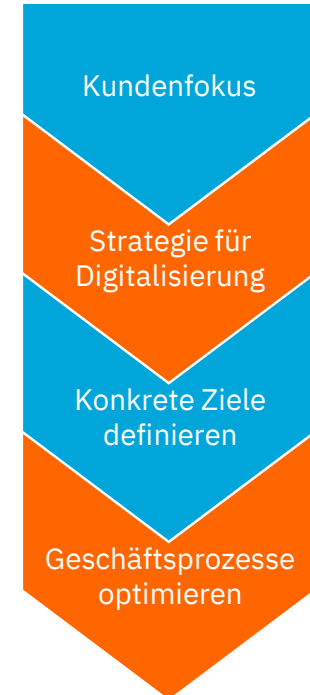 Kundenfokus
Strategie für
Digitalisierung
Konkrete Ziele
definieren
Geschäftsprozesse
optimieren